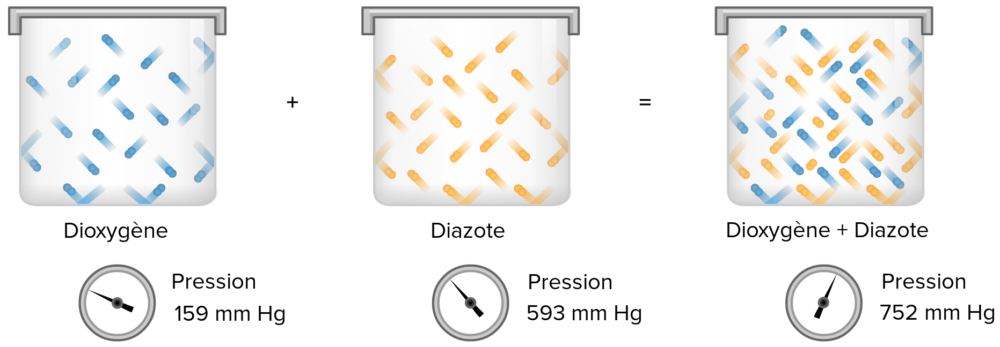 +
=
Dioxygène
Diazote
Dioxygène + Diazote
Pression
159 mm Hg
Pression
593 mm Hg
Pression
752 mm Hg